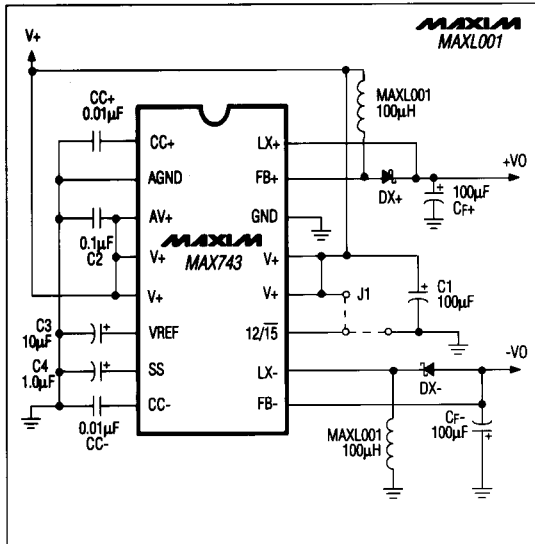 MAXIM
MAXL001
V+
CC+
0.01µF
MAXL001
100µH
CC+
LX+
AGND
FB+
+VO
DX+
100µF
CF+
AV+
GND
0.1µF
C2
MAXIM
MAX743
V+
V+
V+
V+
J1
C1
100µF
C3
10µF
VREF
12/15
C4
1.0µF
SS
LX-
-VO
DX-
CC-
FB-
0.01µF
CC-
MAXL001
100µH
CF-
100µF